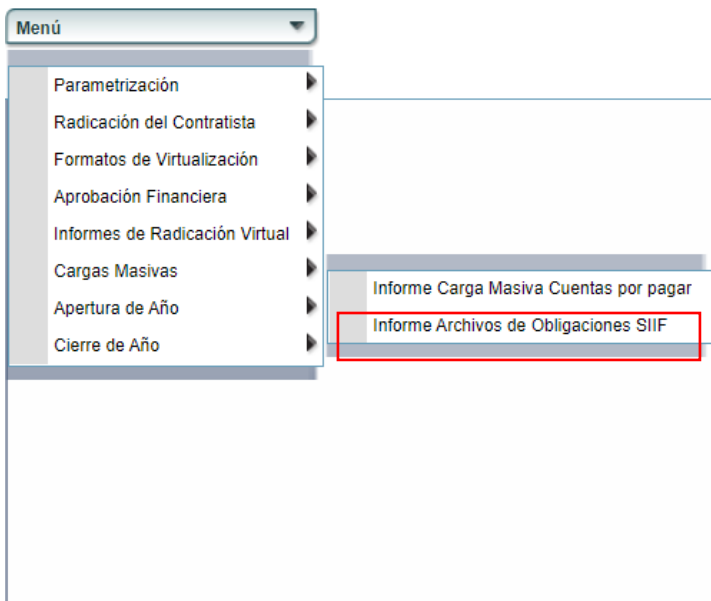 Menú
Parametrización
Radicación del Contratista
Formatos de Virtualización
Aprobación Financiera
Informes de Radicación Virtual
Cargas Masivas
Apertura de Año
Cierre de Año
Informe Carga Masiva Cuentas por pagar
Informe Archivos de Obligaciones SIIF